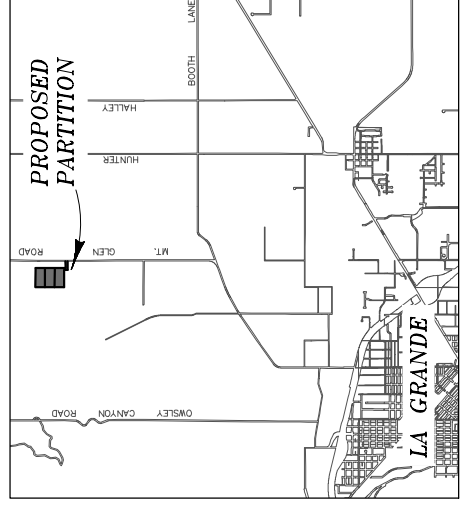 PROPOSED
PARTITION
BOOTH LANE
HALLEY
HUNTER
MT. GLEN ROAD
OWSLEY CANYON ROAD
LA GRANDE